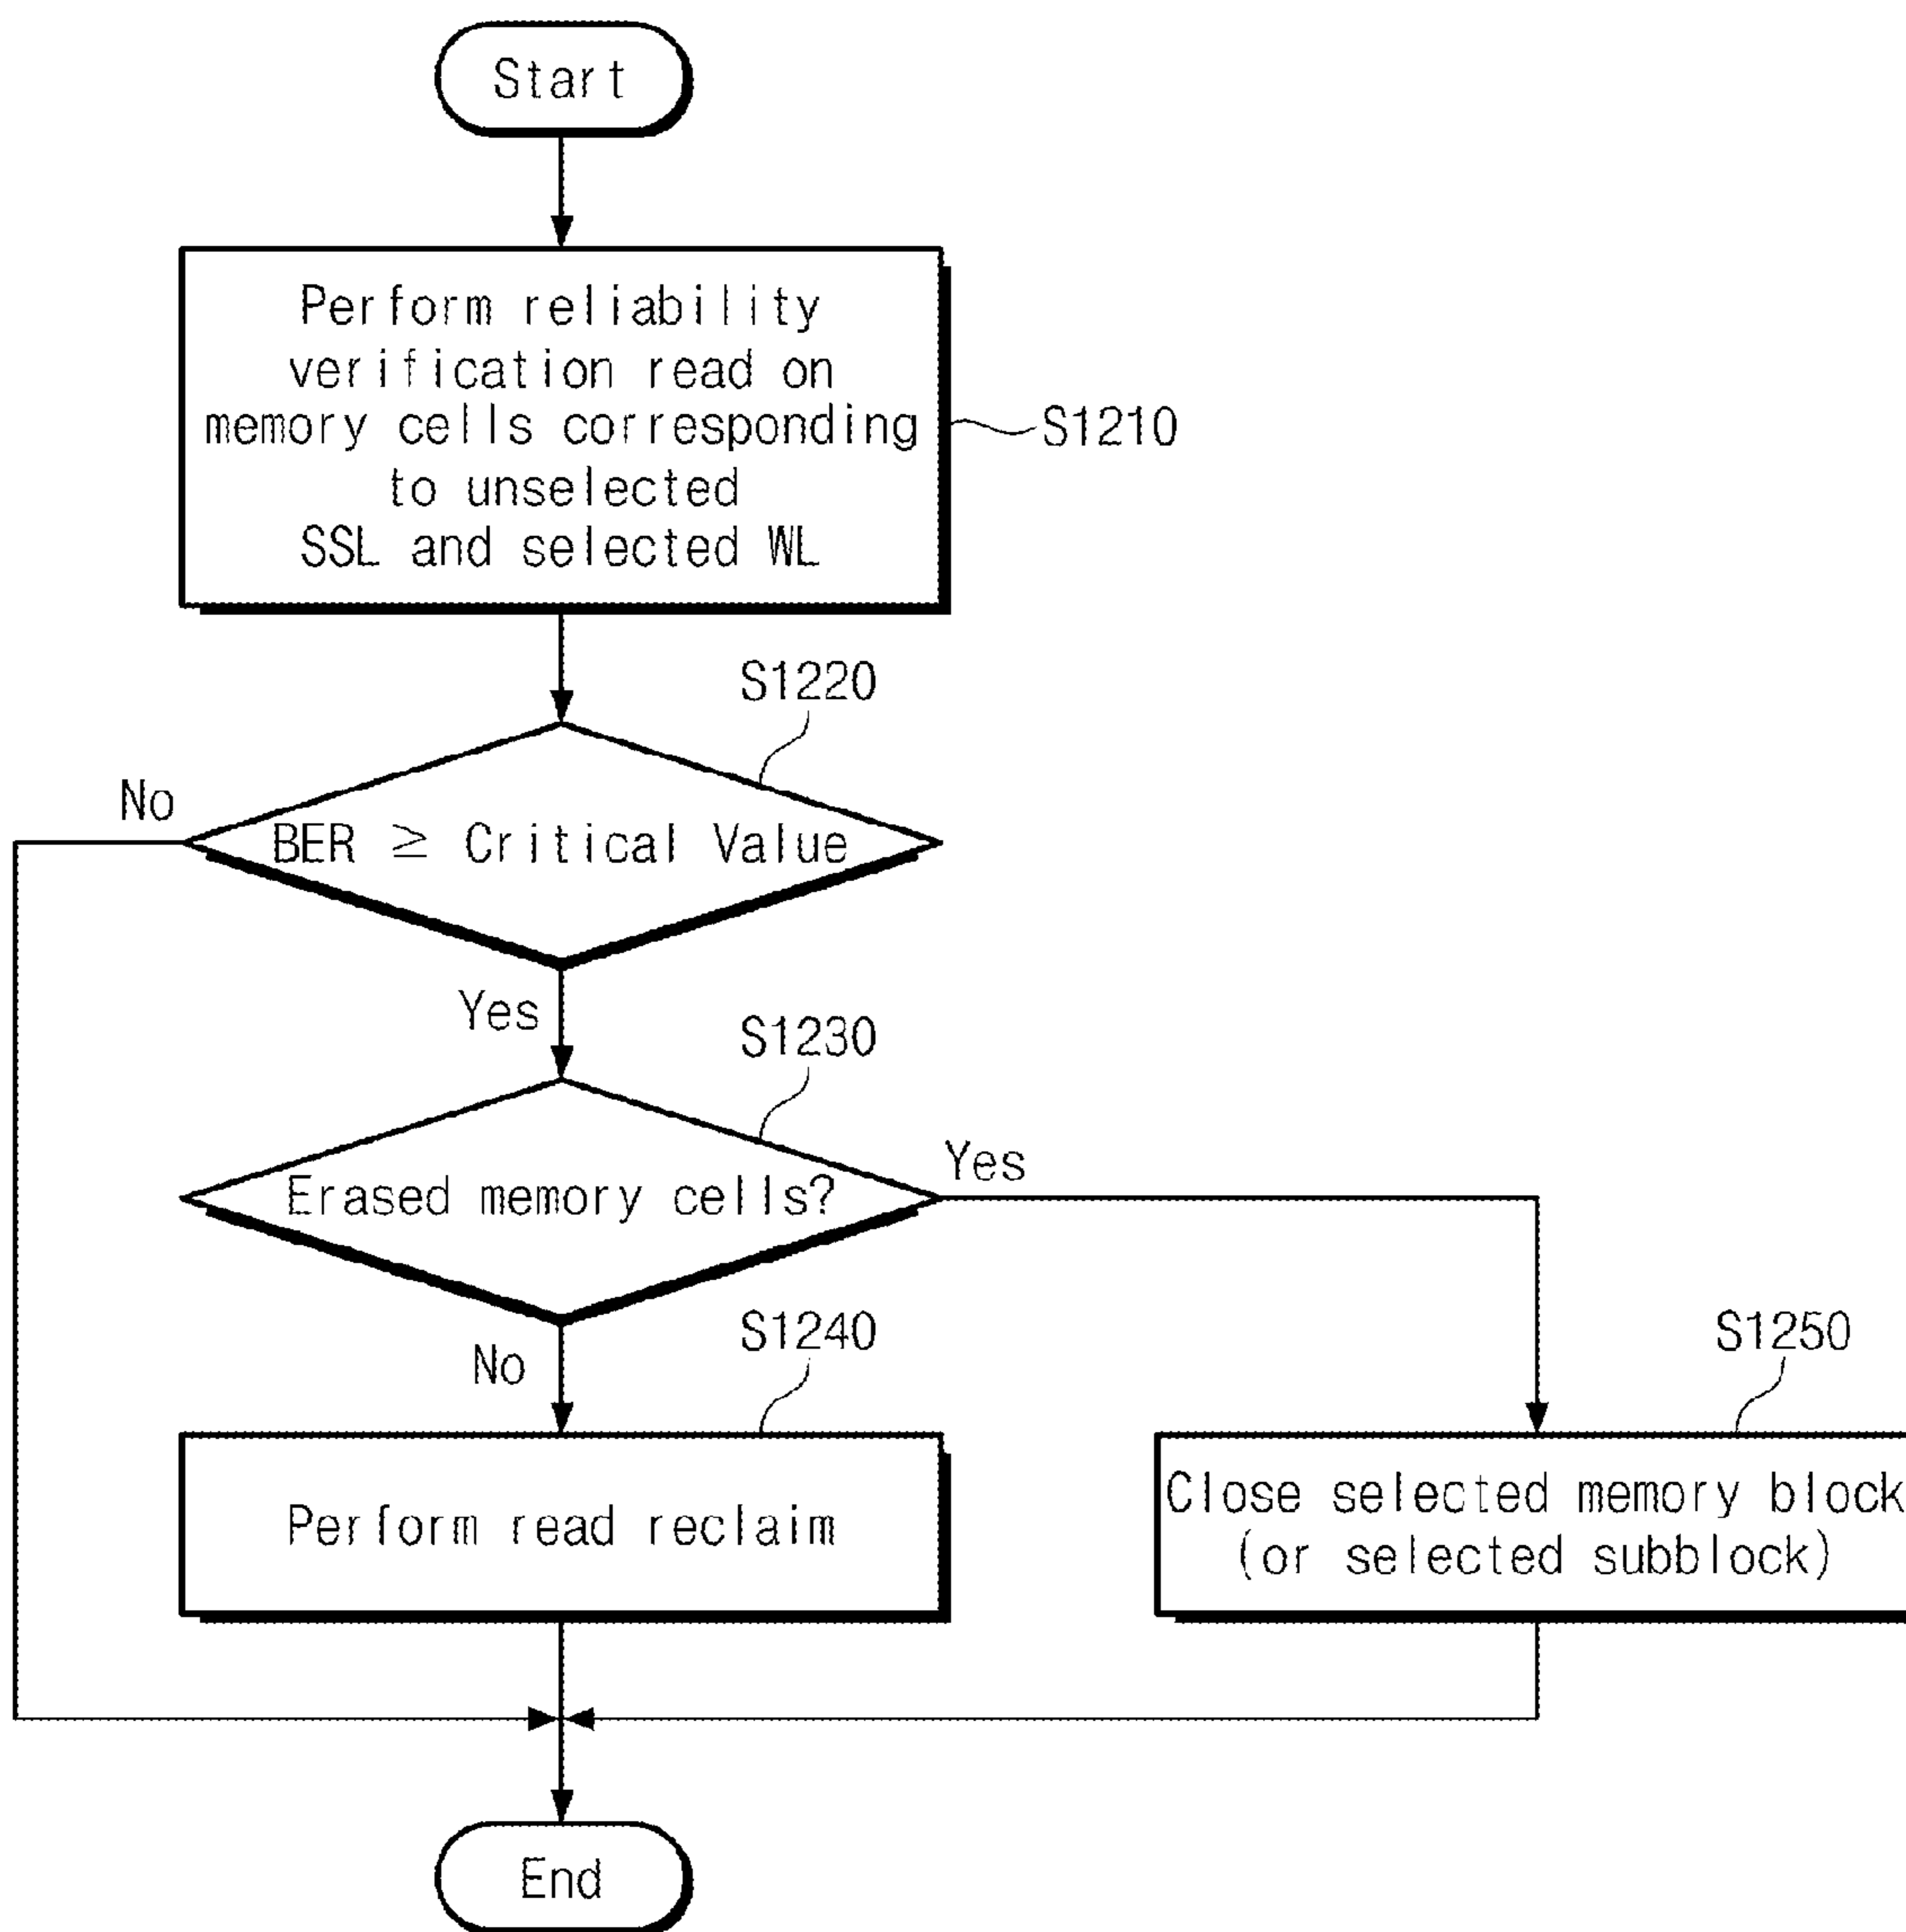 Start
Perform reliability
verification read on
memory cells corresponding
to unselected
SSL and selected WL
S1210
S1220
No
BER ≥ Critical Value
Yes
S1230
Erased memory cells?
Yes
No
S1240
S1250
Perform read reclaim
Close selected memory block
(or selected subblock)
End